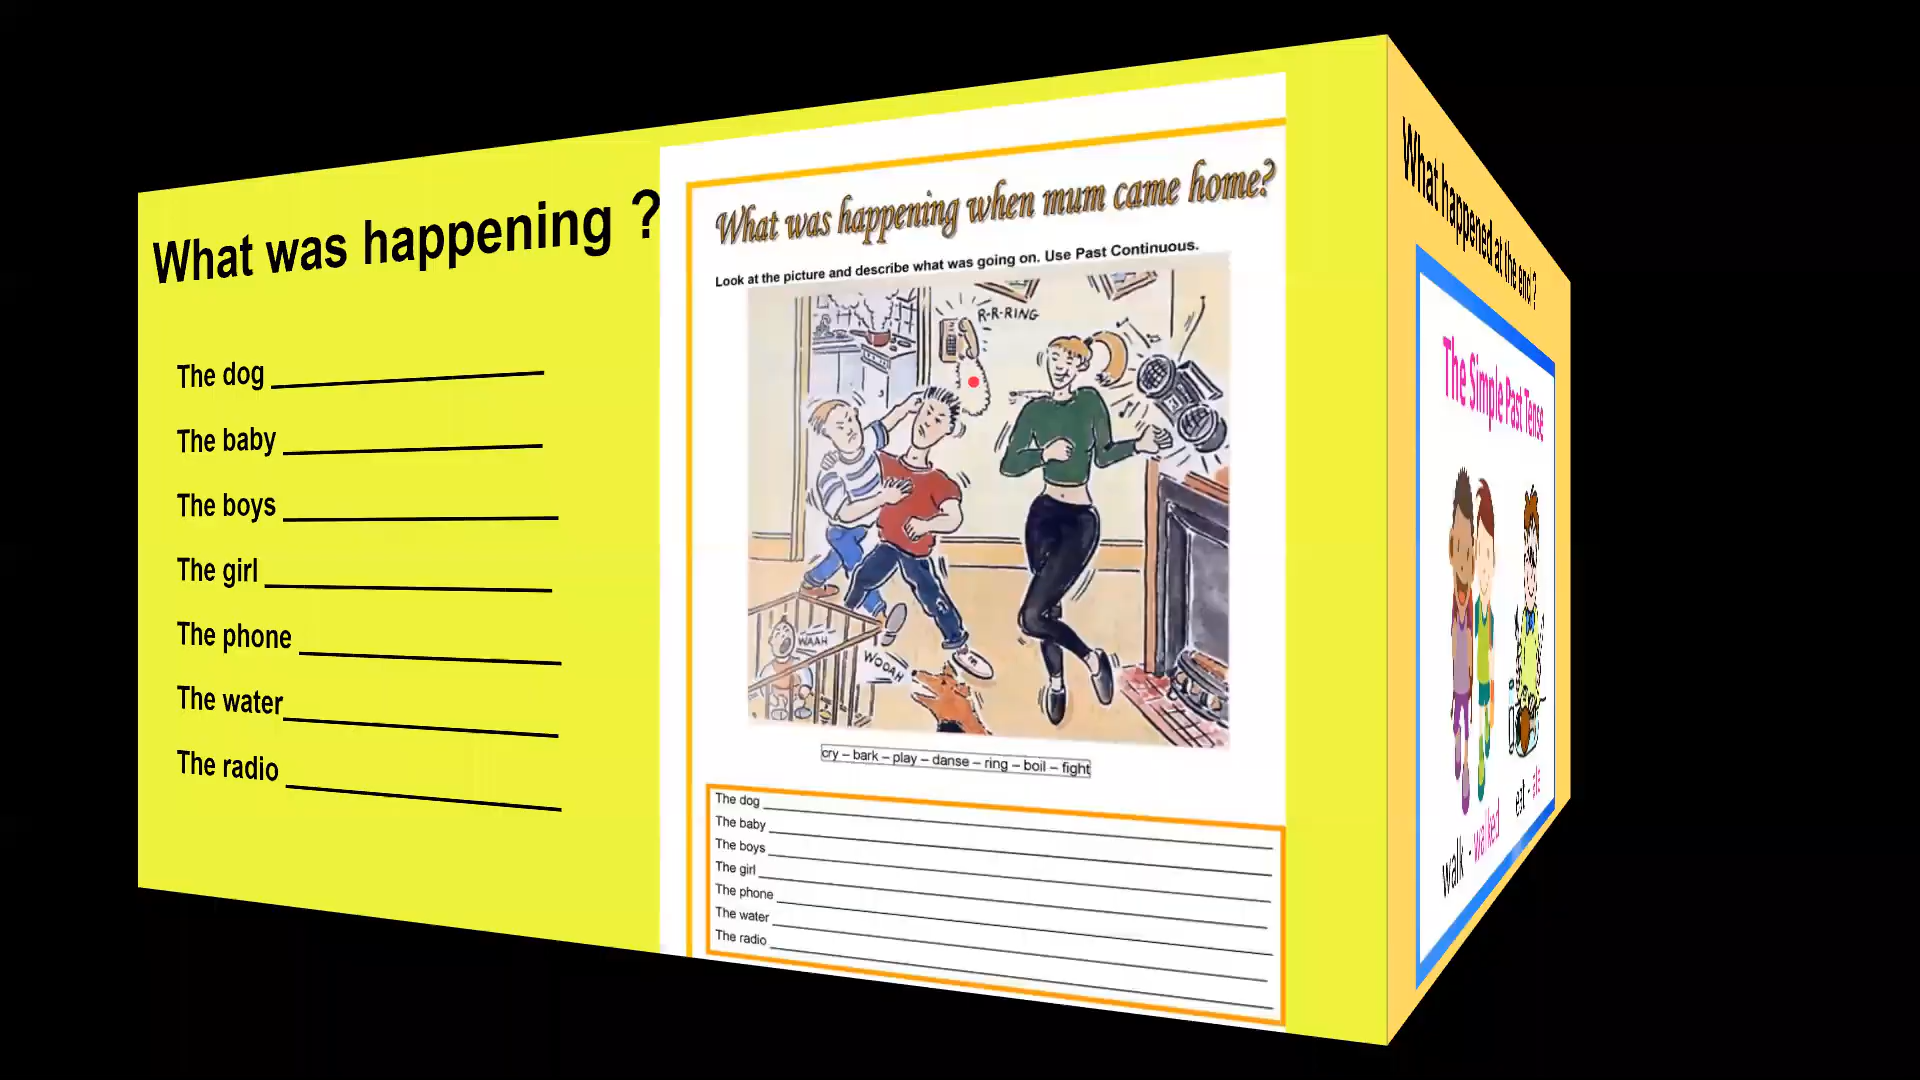 What was happening ?
The dog
The baby
The boys
The girl
The phone
The water
The radio
What was happening when mum came home?
Look at the picture and describe what was going on. Use Past Continuous.
R-R-RING
WAAH
WOOAH
cry – bark – play – danse – ring – boil – fight
The dog
The baby
The boys
The girl
The phone
The water
The radio
What happened at the end ?
The Simple Past Tense
walk - walked
eat - ate